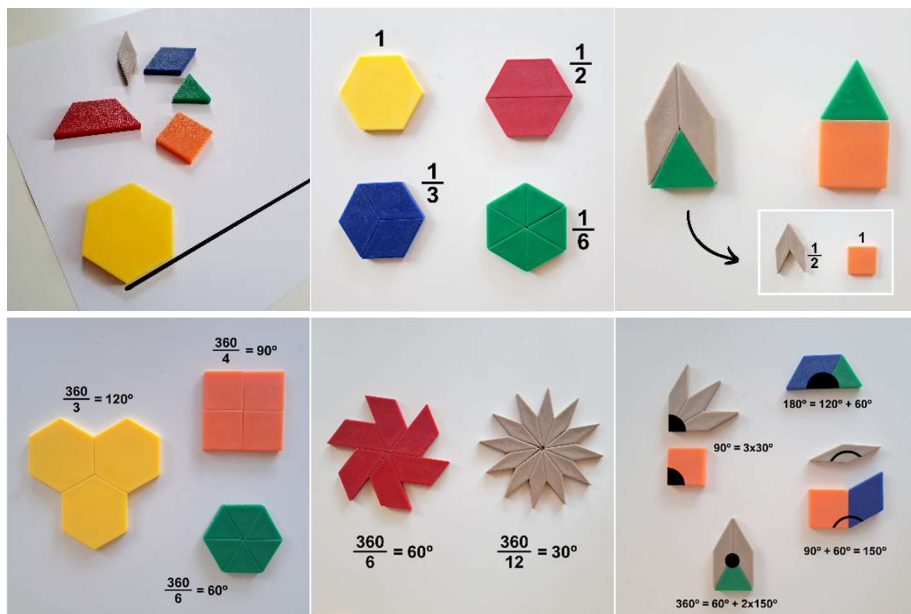 1
1/2
1/3
1/6
1/2
1
360/3 = 120º
360/4 = 90º
360/6 = 60º
360/6 = 60º
360/12 = 30º
180º = 120º + 60º
90º = 3x30º
90º + 60º = 150º
360º = 60º + 2x150º